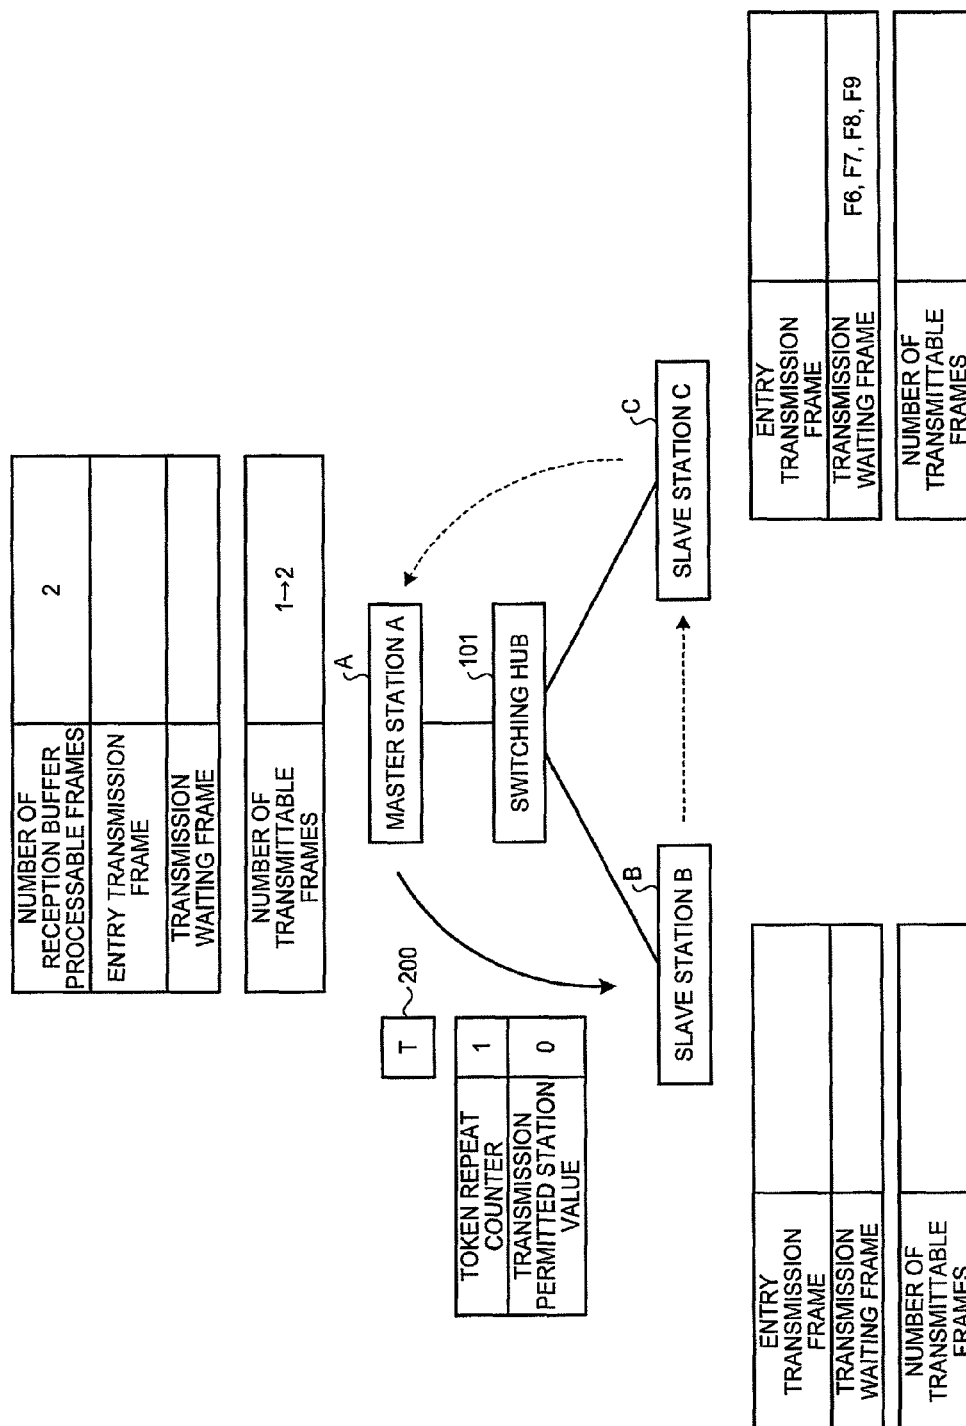 NUMBER OF
RECEPTION BUFFER
PROCESSABLE FRAMES
2
ENTRY TRANSMISSION
FRAME
TRANSMISSION
WAITING FRAME
NUMBER OF
TRANSMITTABLE
FRAMES
1→2
A
MASTER STATION A
T
200
TOKEN REPEAT
COUNTER
1
TRANSMISSION
PERMITTED STATION
VALUE
0
101
SWITCHING HUB
B
SLAVE STATION B
C
SLAVE STATION C
ENTRY
TRANSMISSION
FRAME
TRANSMISSION
WAITING FRAME
NUMBER OF
TRANSMITTABLE
FRAMES
ENTRY
TRANSMISSION
FRAME
TRANSMISSION
WAITING FRAME
F6, F7, F8, F9
NUMBER OF
TRANSMITTABLE
FRAMES